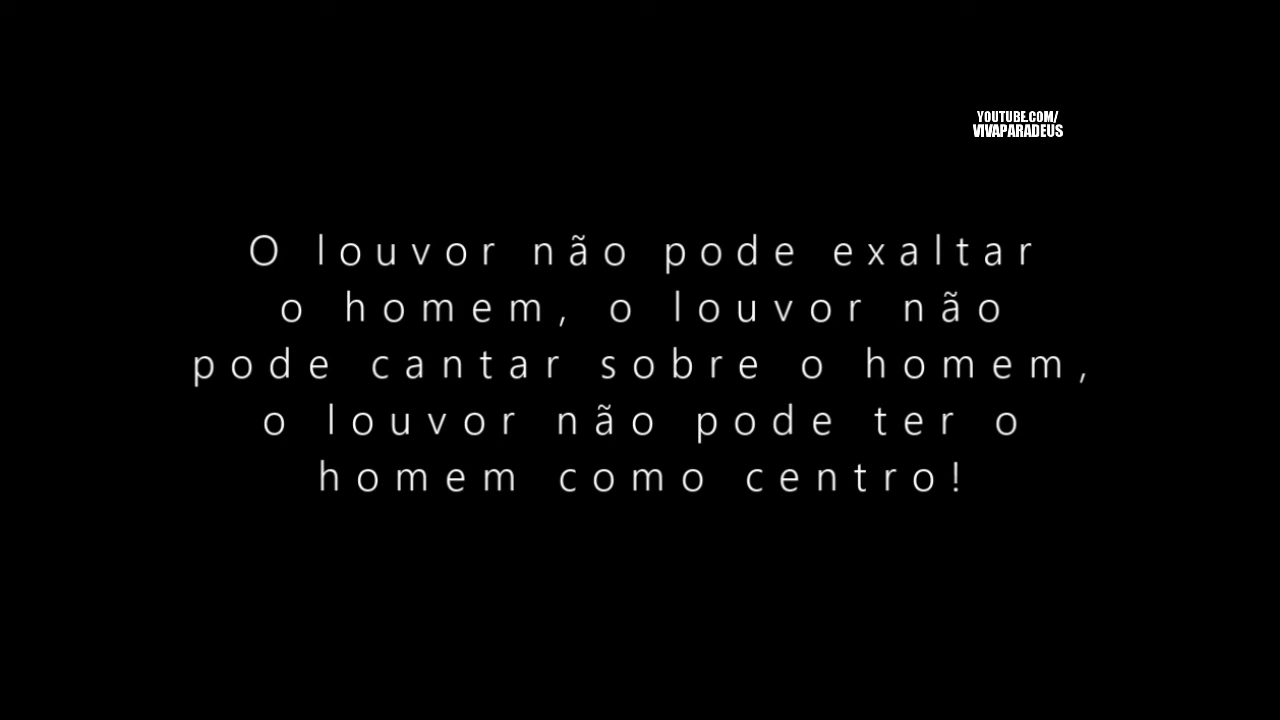 YOUTUBE.COM/
VIVAPARADEUS
O louvor não pode exaltar
o homem, o louvor não
pode cantar sobre o homem,
o louvor não pode ter o
homem como centro!